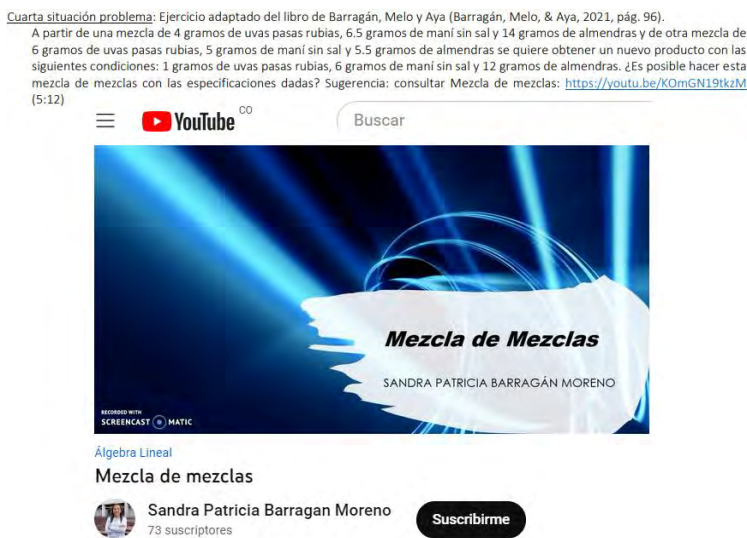 Cuarta situación problema: Ejercicio adaptado del libro de Barragán, Melo y Aya (Barragán, Melo, & Aya, 2021, pág. 96).
A partir de una mezcla de 4 gramos de uvas pasas rubias, 6.5 gramos de maní sin sal y 14 gramos de almendras y de otra mezcla de
6 gramos de uvas pasas rubias, 5 gramos de maní sin sal y 5.5 gramos de almendras se quiere obtener un nuevo producto con las
siguientes condiciones: 1 gramos de uvas pasas rubias, 6 gramos de maní sin sal y 12 gramos de almendras. ¿Es posible hacer esta
mezcla de mezclas con las especificaciones dadas? Sugerencia: consultar Mezcla de mezclas: https://youtu.be/KOmGN19tkzM
(5:12)
YouTube CO
Buscar
Mezcla de Mezclas
SANDRA PATRICIA BARRAGÁN MORENO
RECORDED WITH
SCREENCAST MATIC
Álgebra Lineal
Mezcla de mezclas
Sandra Patricia Barragan Moreno
73 suscriptores
Suscribirme